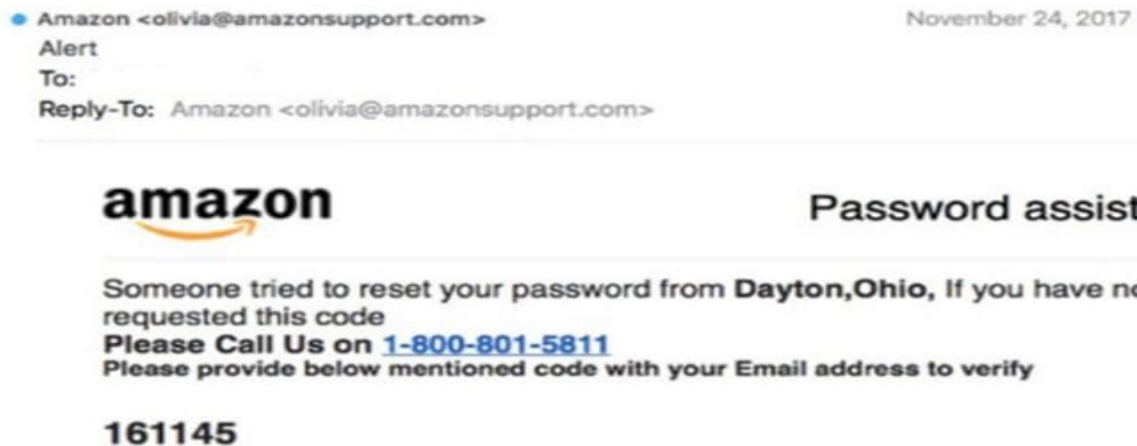 Amazon <olivia@amazonsupport.com> November 24, 2017
Alert
To:
Reply-To: Amazon <olivia@amazonsupport.com>
amazon Password assist
Someone tried to reset your password from Dayton,Ohio, If you have no
requested this code
Please Call Us on 1-800-801-5811
Please provide below mentioned code with your Email address to verify
161145